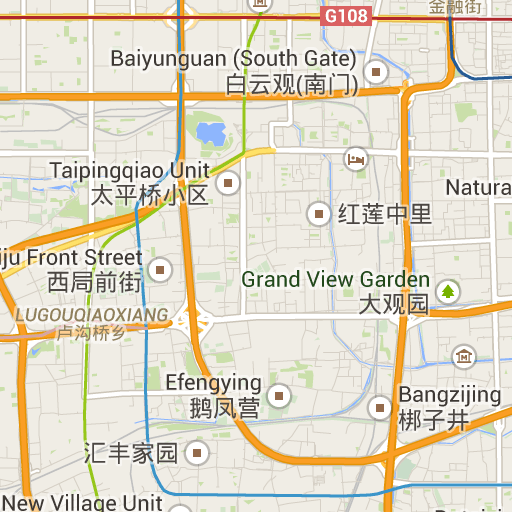 金融街
G108
Baiyunguan (South Gate)
白云观(南门)
Taipingqiao Unit
太平桥小区
Natura
红莲中里
iju Front Street
西局前街
Grand View Garden
大观园
LUGOUQIAOXIANG
卢沟桥乡
Efengying
鹅凤营
Bangzijing
梆子井
汇丰家园
New Village Unit